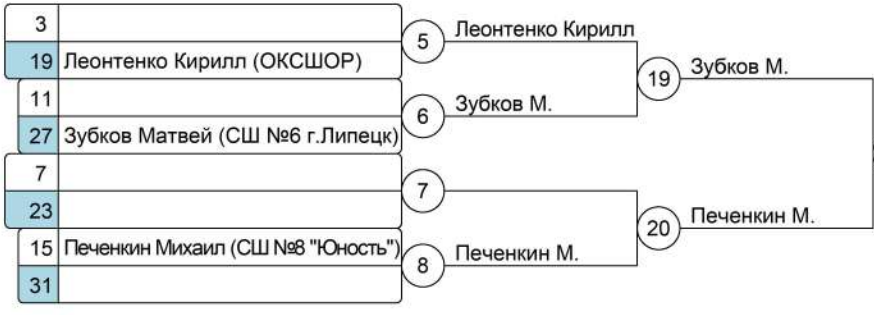 3
5 Леонтенко Кирилл
19 Леонтенко Кирилл (ОКСШОР)
19 Зубков М.
11
6 Зубков М.
27 Зубков Матвей (СШ №6 г.Липецк)
7
7
23
20 Печенкин М.
15 Печенкин Михаил (СШ №8 "Юность")
8 Печенкин М.
31